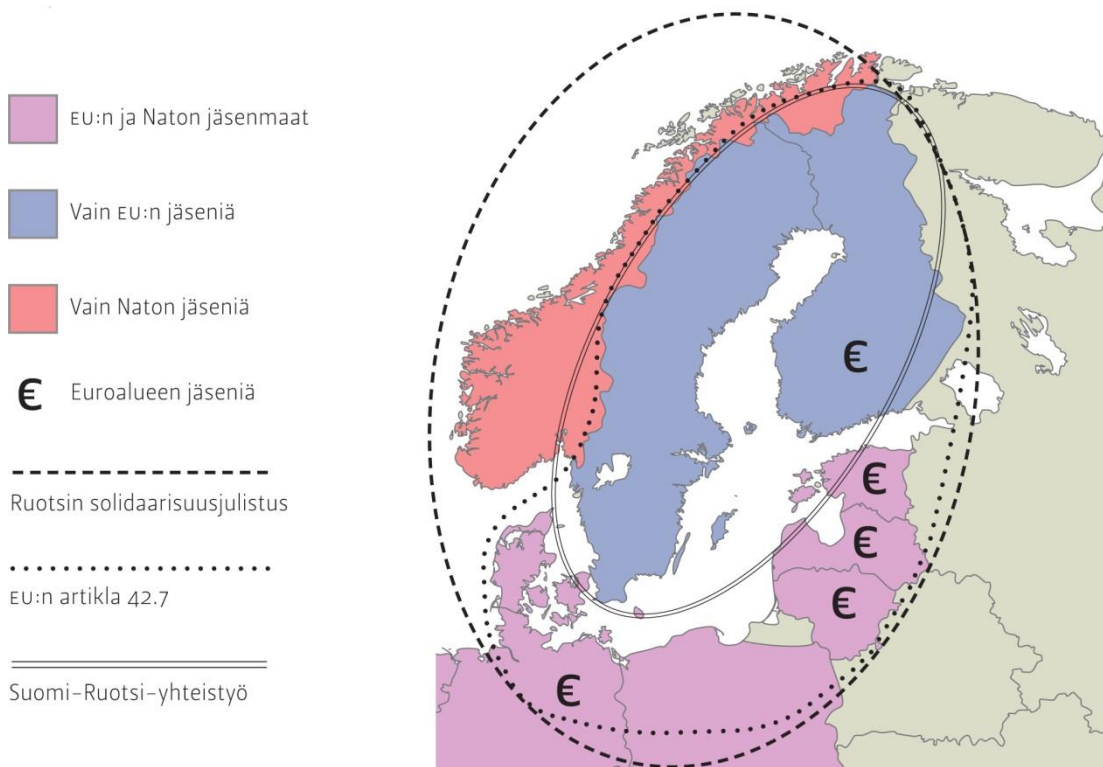 EU:n ja Naton jäsenmaat
Vain EU:n jäseniä
Vain Naton jäseniä
€ Euroalueen jäseniä
Ruotsin solidaarisuusjulistus
EU:n artikla 42.7
Suomi–Ruotsi–yhteistyö
€
€
€
€
€